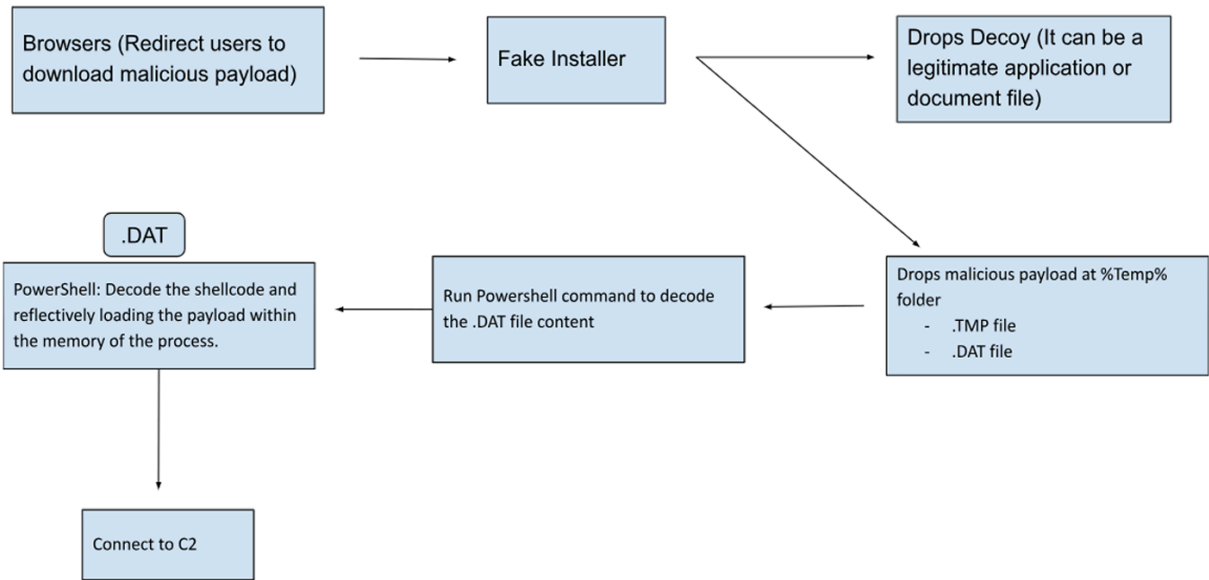 Browsers (Redirect users to
download malicious payload)
Fake Installer
Drops Decoy (It can be a
legitimate application or
document file)
Drops malicious payload at %Temp%
folder
- .TMP file
- .DAT file
Run Powershell command to decode
the .DAT file content
.DAT
PowerShell: Decode the shellcode and
reflectively loading the payload within
the memory of the process.
Connect to C2